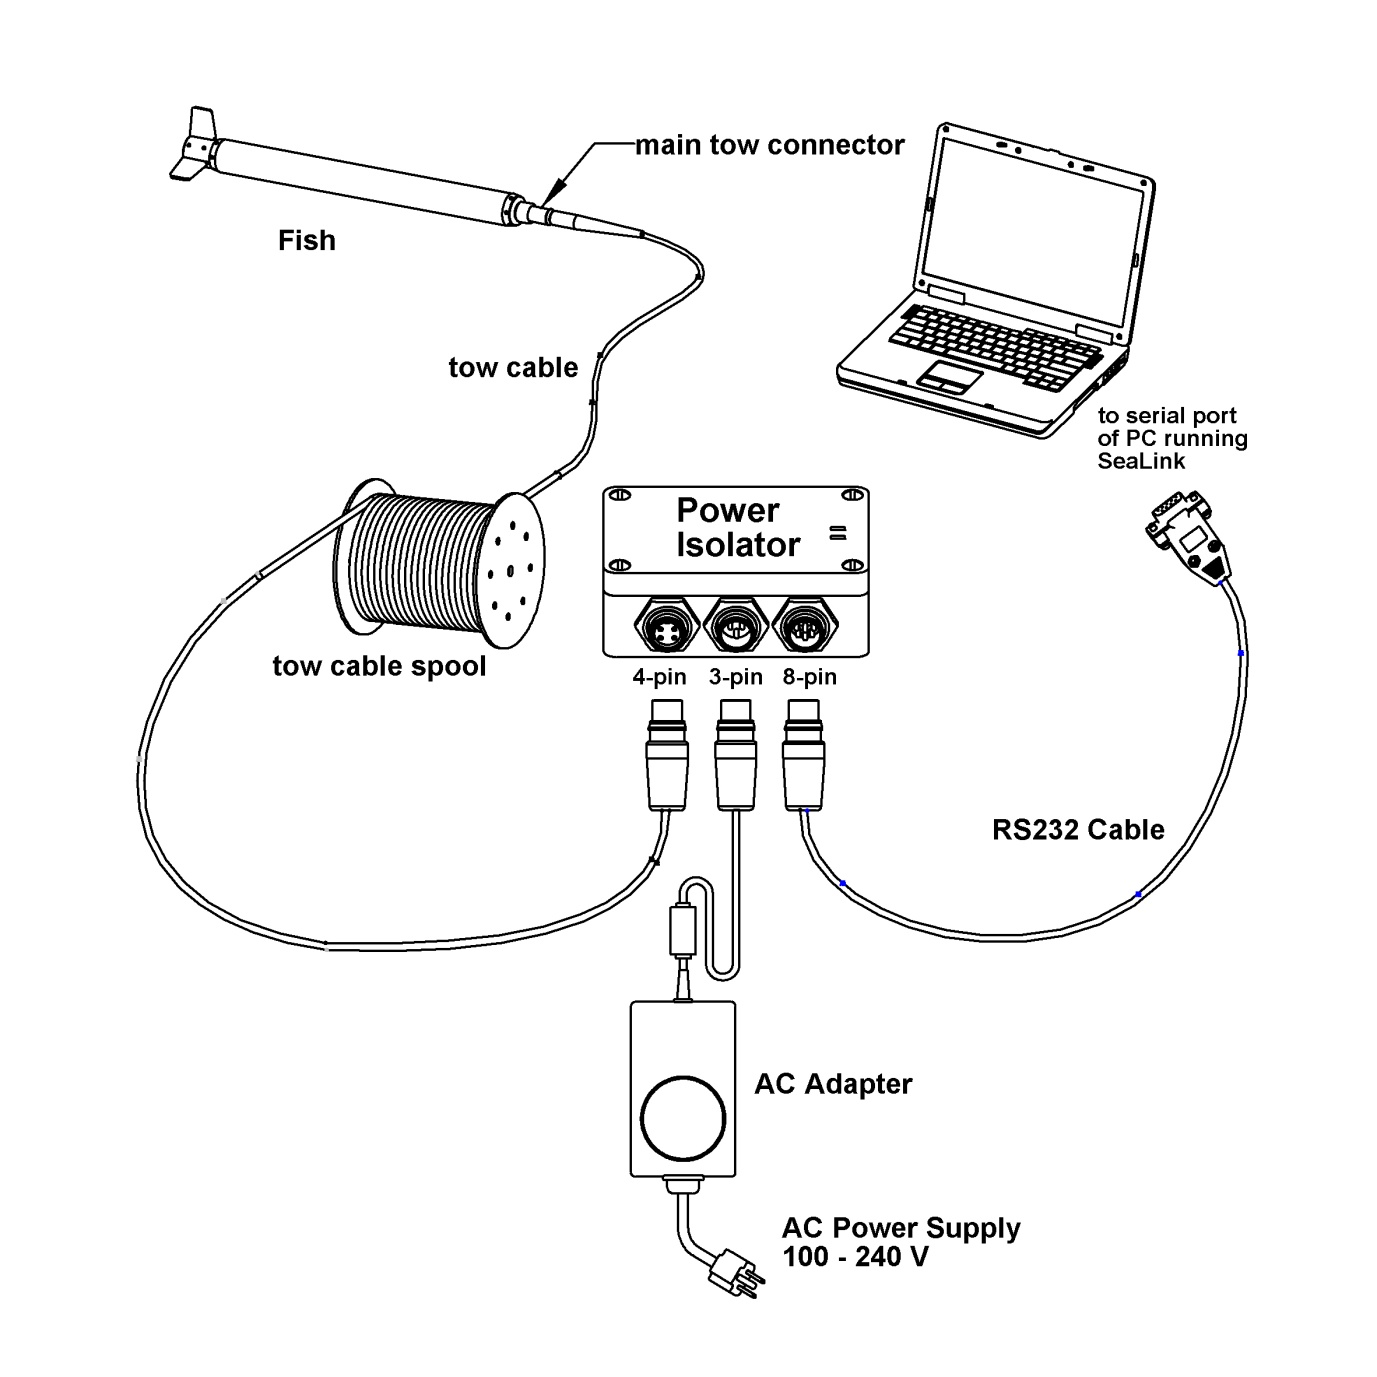 main tow connector
Fish
tow cable
to serial port
of PC running
SeaLink
Power
Isolator
tow cable spool
4-pin 3-pin 8-pin
RS232 Cable
AC Adapter
AC Power Supply
100 - 240 V